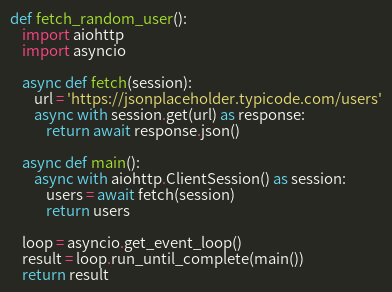 def fetch_random_user():
    import aiohttp
    import asyncio

    async def fetch(session):
        url = 'https://jsonplaceholder.typicode.com/users'
        async with session.get(url) as response:
            return await response.json()

    async def main():
        async with aiohttp.ClientSession() as session:
            users = await fetch(session)
            return users

    loop = asyncio.get_event_loop()
    result = loop.run_until_complete(main())
    return result